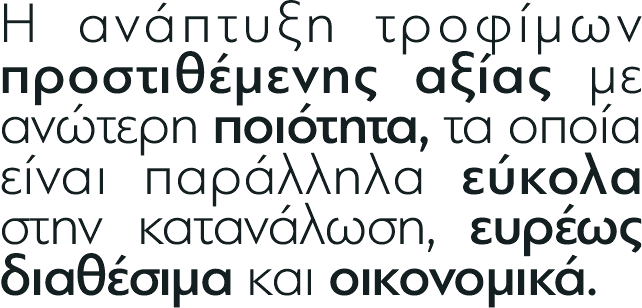 Η ανάπτυξη τροφίμων
προστιθέμενης αξίας με
ανώτερη ποιότητα, τα οποία
είναι παράλληλα εύκολα
στην κατανάλωση, ευρέως
διαθέσιμα και οικονομικά.